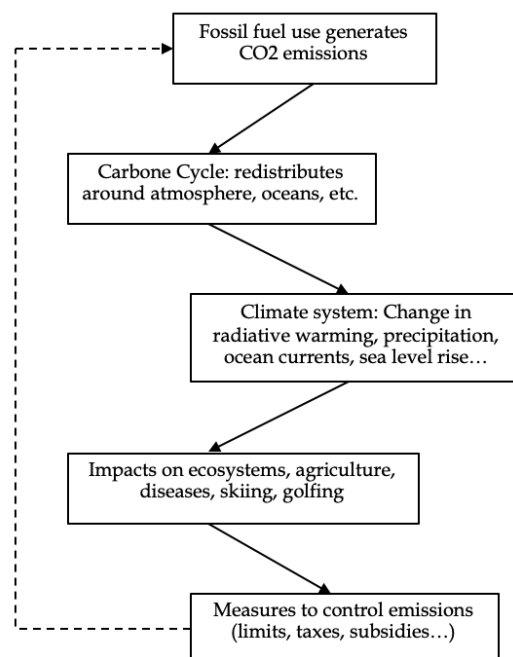 Fossil fuel use generates
CO2 emissions
Carbone Cycle: redistributes
around atmosphere, oceans, etc.
Climate system: Change in
radiative warming, precipitation,
ocean currents, sea level rise…
Impacts on ecosystems, agriculture,
diseases, skiing, golfing
Measures to control emissions
(limits, taxes, subsidies…)